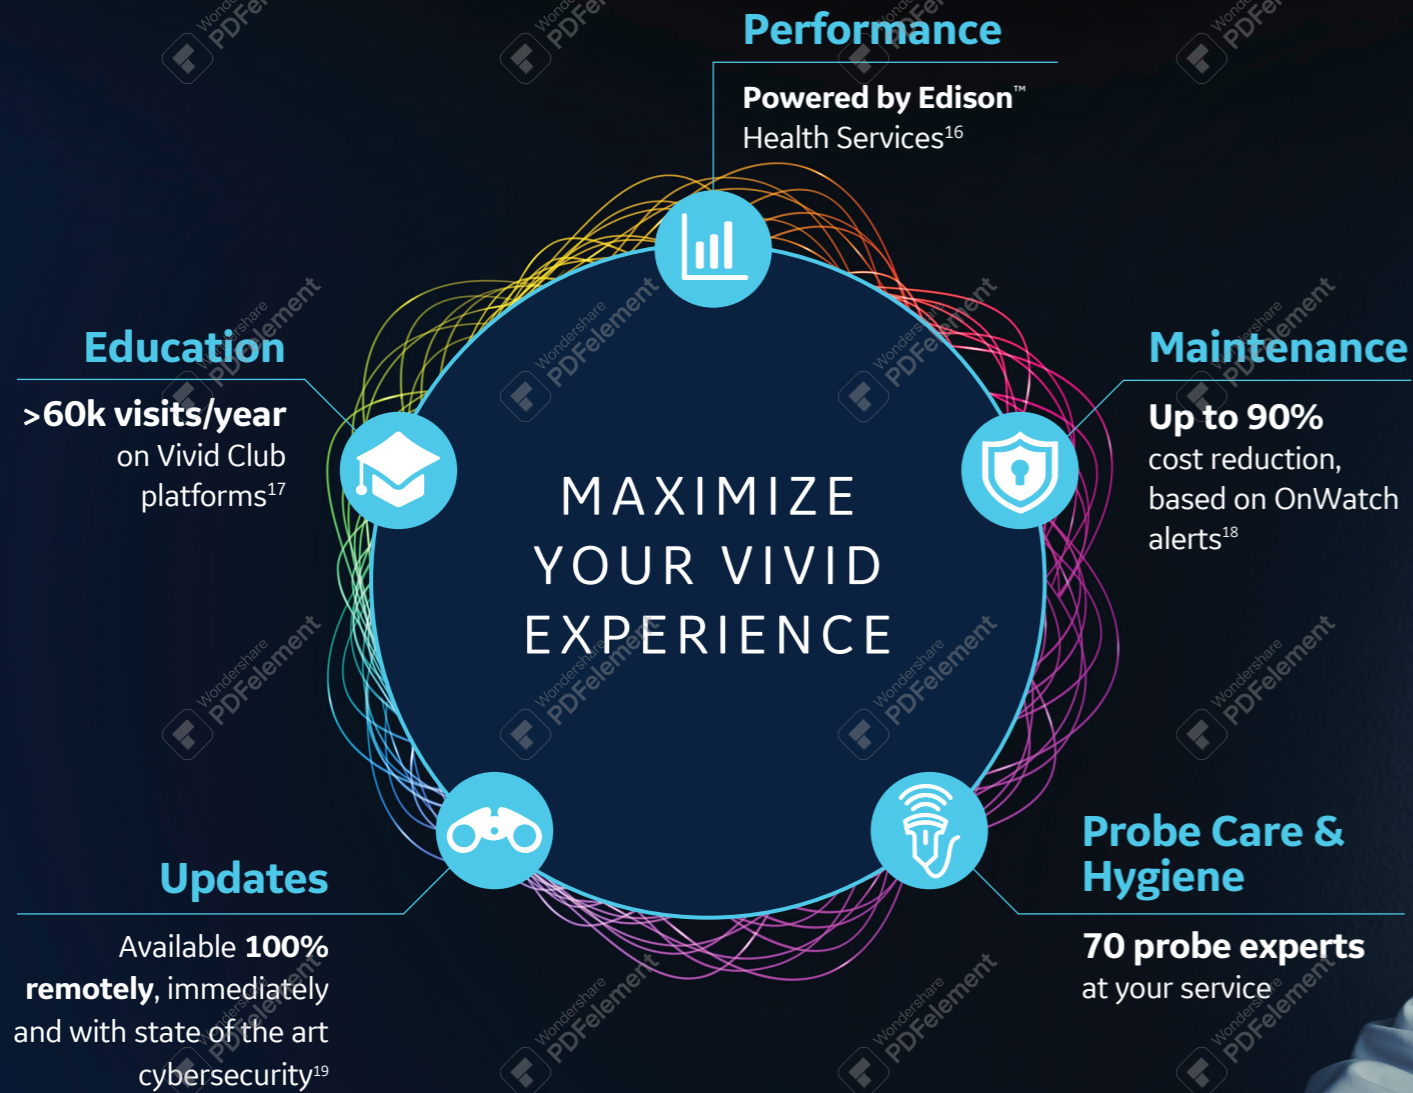 Performance
Powered by Edison™
Health Services¹⁶
Education
>60k visits/year
on Vivid Club
platforms¹⁷
Maintenance
Up to 90%
cost reduction,
based on OnWatch
alerts¹⁸
MAXIMIZE
YOUR VIVID
EXPERIENCE
Updates
Available 100%
remotely, immediately
and with state of the art
cybersecurity¹⁹
Probe Care &
Hygiene
70 probe experts
at your service
Wondershare
PDFelement